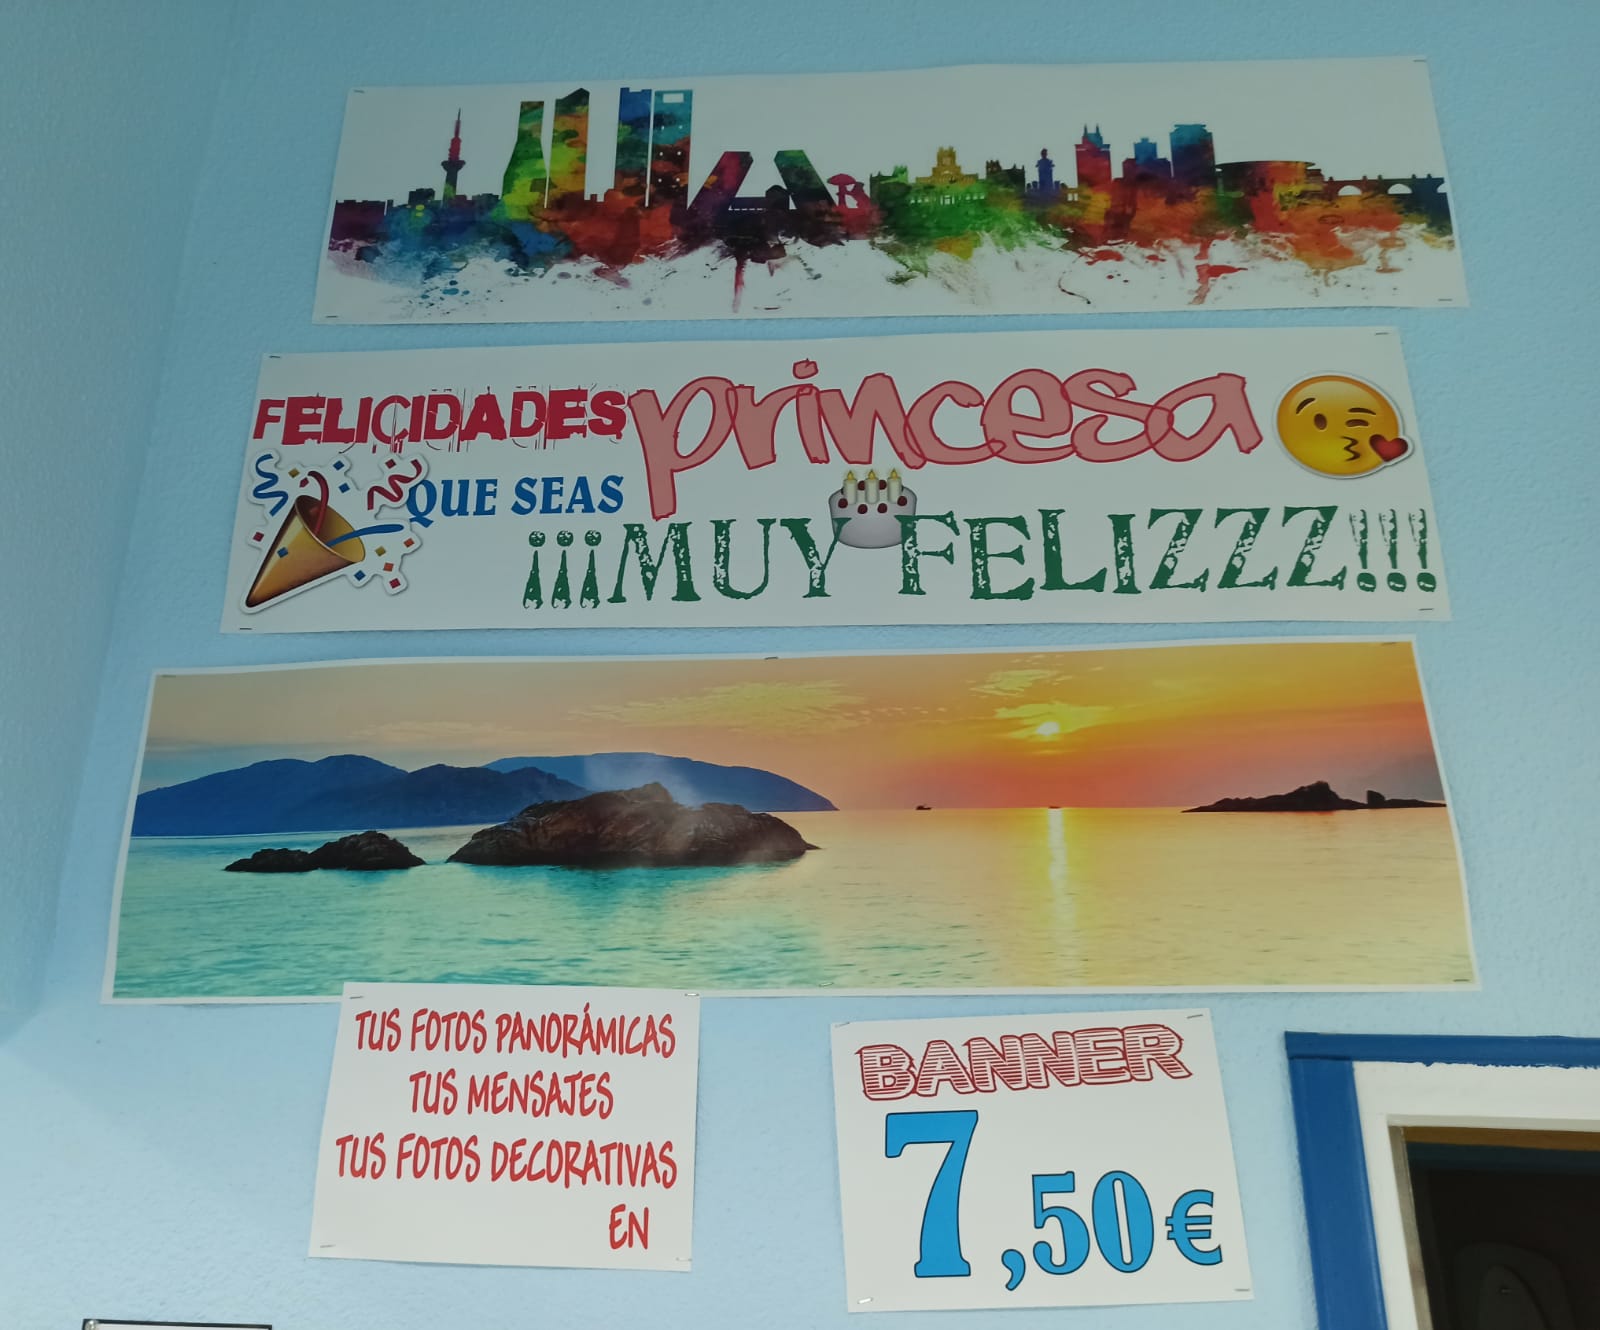 FELICIDADES princesa
QUE SEAS
¡¡¡MUY FELIZZZ!!!
TUS FOTOS PANORÁMICAS
TUS MENSAJES
TUS FOTOS DECORATIVAS
EN
BANNER
7,50€